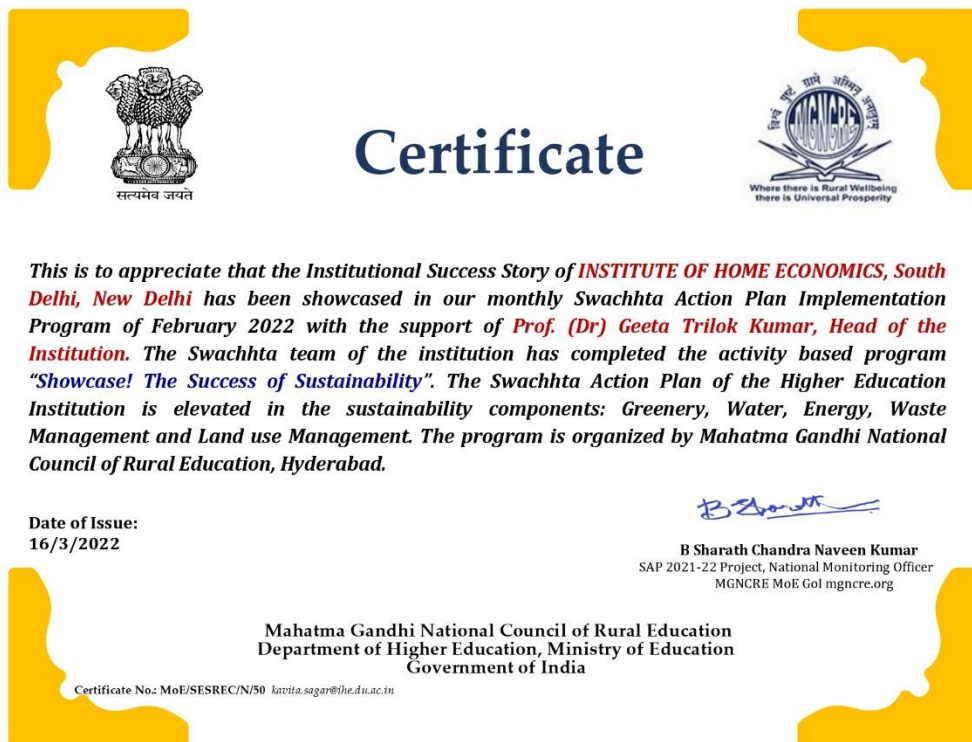 Certificate
सत्यमेव जयते
विश्वं पुष्टं ग्रामे अस्मिन् अनातुरम्
MGNCRE
Where there is Rural Wellbeing
there is Universal Prosperity
This is to appreciate that the Institutional Success Story of INSTITUTE OF HOME ECONOMICS, South
Delhi, New Delhi has been showcased in our monthly Swachhta Action Plan Implementation
Program of February 2022 with the support of Prof. (Dr) Geeta Trilok Kumar, Head of the
Institution. The Swachhta team of the institution has completed the activity based program
“Showcase! The Success of Sustainability”. The Swachhta Action Plan of the Higher Education
Institution is elevated in the sustainability components: Greenery, Water, Energy, Waste
Management and Land use Management. The program is organized by Mahatma Gandhi National
Council of Rural Education, Hyderabad.
Date of Issue:
16/3/2022
B Sharath
B Sharath Chandra Naveen Kumar
SAP 2021-22 Project, National Monitoring Officer
MGNCRE MoE GoI mgncre.org
Mahatma Gandhi National Council of Rural Education
Department of Higher Education, Ministry of Education
Government of India
Certificate No.: MoE/SESREC/N/50 kavita.sagar@ihe.du.ac.in